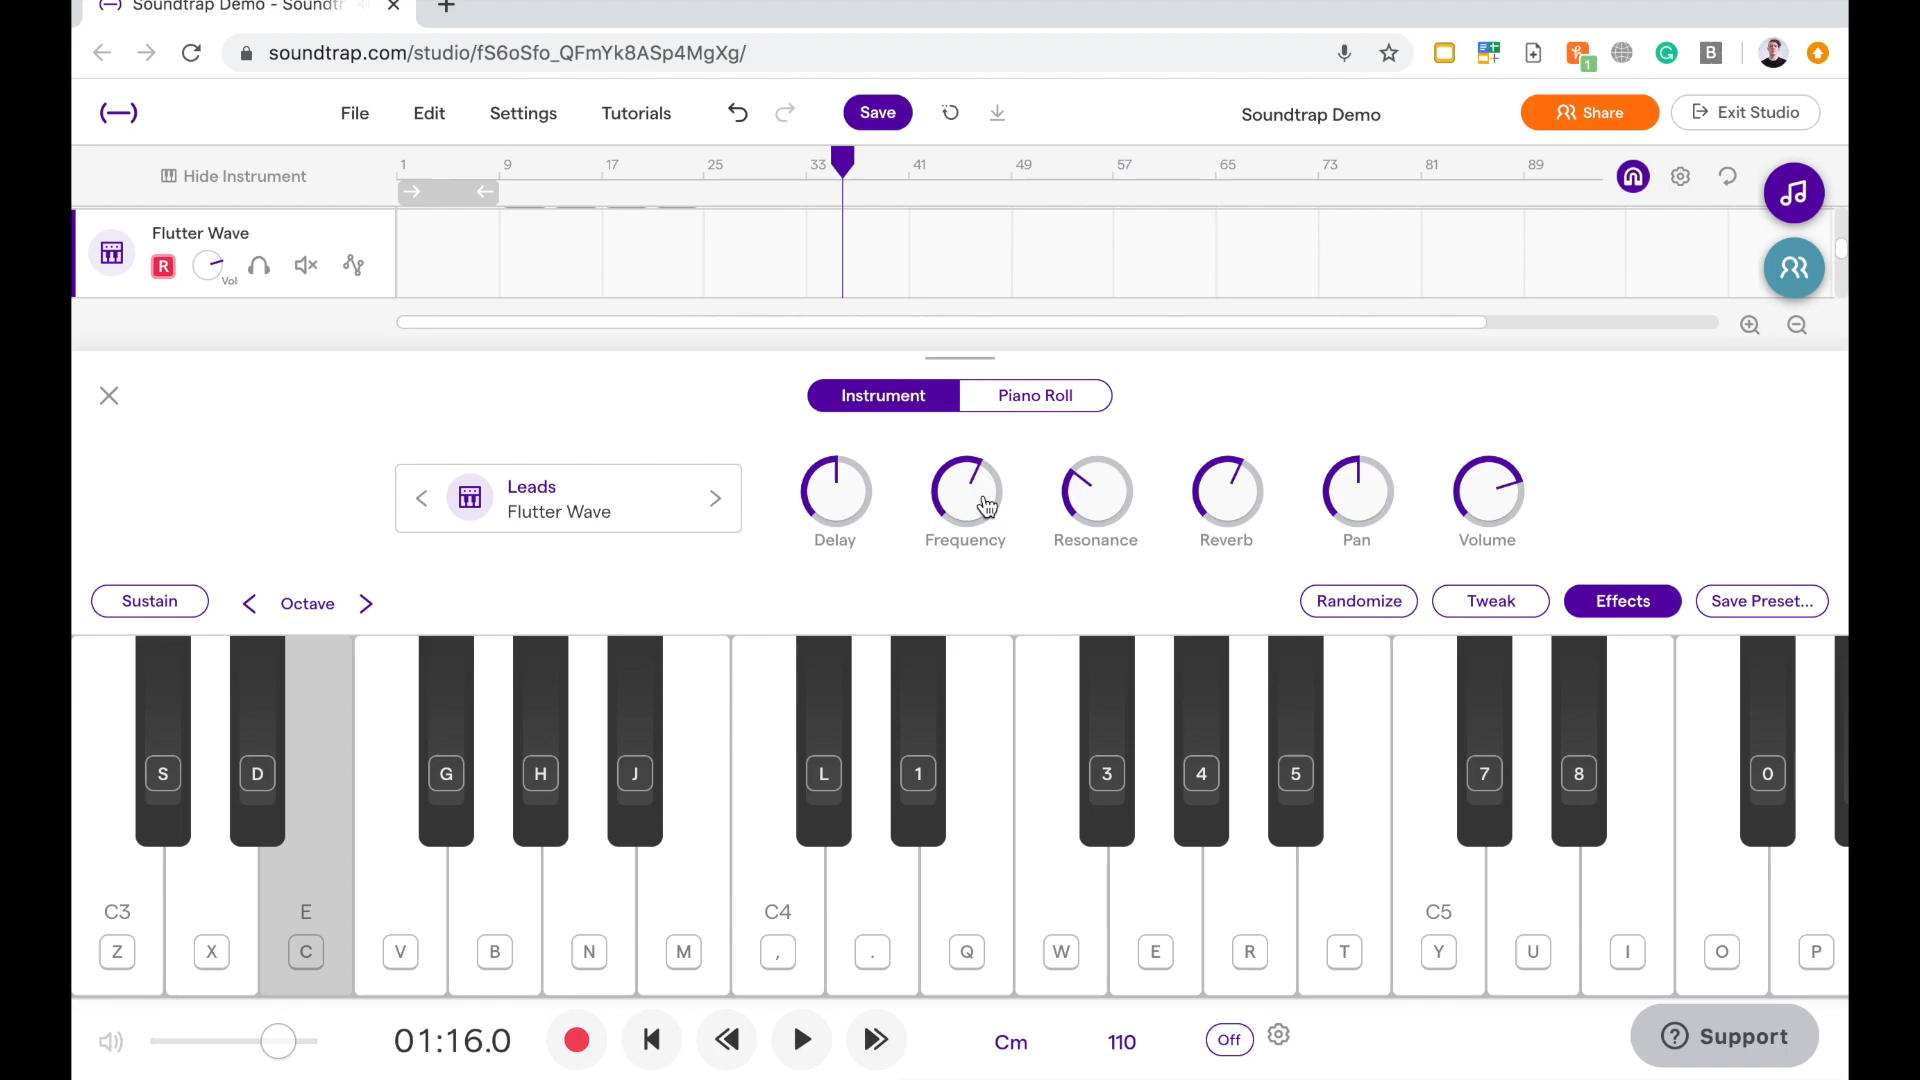 Soundtrap Demo - Soundtr
soundtrap.com/studio/fS6oSfo_QFmYk8ASp4MgXg/
1
B
File Edit Settings Tutorials Save Soundtrap Demo Share Exit Studio
Hide Instrument
1 9 17 25 33 41 49 57 65 73 81 89
Flutter Wave
R
Vol
Instrument Piano Roll
Leads
Flutter Wave
Delay Frequency Resonance Reverb Pan Volume
Sustain Octave Randomize Tweak Effects Save Preset...
S D G H J L 1 3 4 5 7 8 0
C3 E C4 C5
Z X C V B N M , . Q W E R T Y U I O P
01:16.0 Cm 110 Off Support